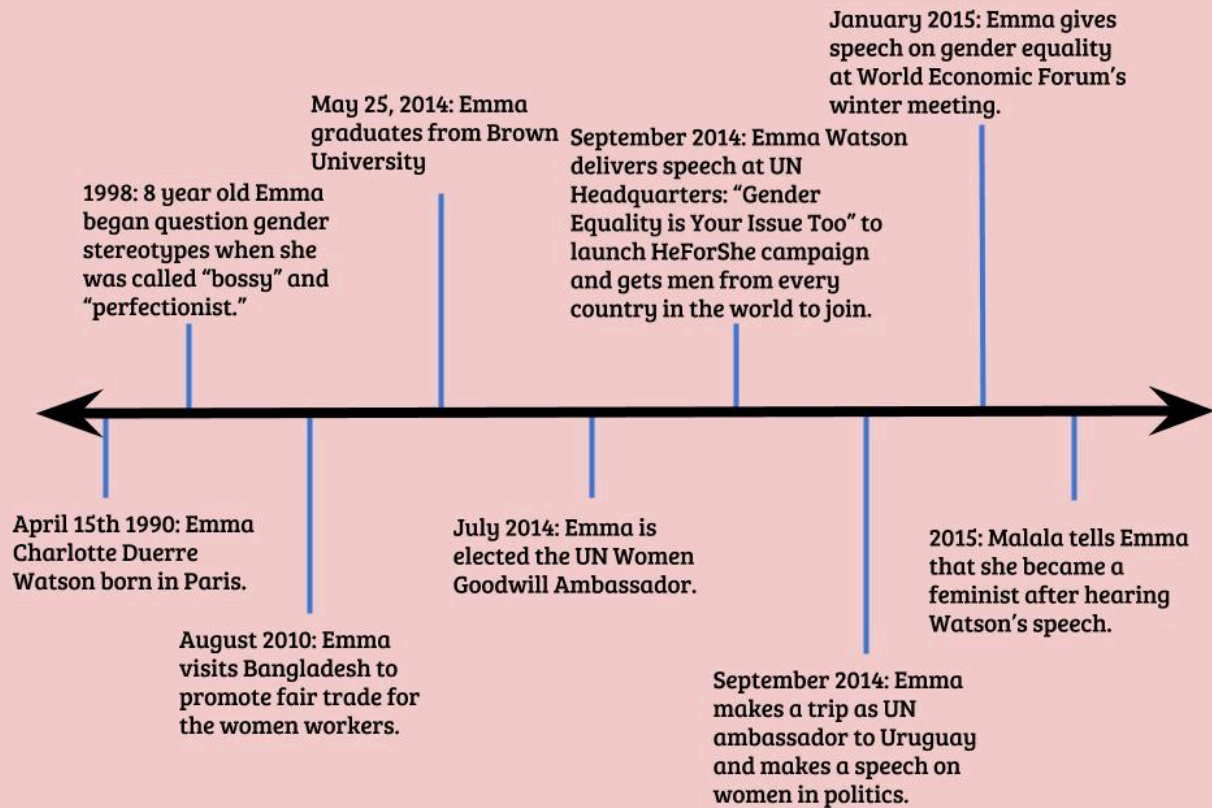 April 15th 1990: Emma
Charlotte Duerre
Watson born in Paris.
1998: 8 year old Emma
began question gender
stereotypes when she
was called “bossy” and
“perfectionist.”
August 2010: Emma
visits Bangladesh to
promote fair trade for
the women workers.
May 25, 2014: Emma
graduates from Brown
University
July 2014: Emma is
elected the UN Women
Goodwill Ambassador.
September 2014: Emma Watson
delivers speech at UN
Headquarters: “Gender
Equality is Your Issue Too” to
launch HeForShe campaign
and gets men from every
country in the world to join.
September 2014: Emma
makes a trip as UN
ambassador to Uruguay
and makes a speech on
women in politics.
January 2015: Emma gives
speech on gender equality
at World Economic Forum’s
winter meeting.
2015: Malala tells Emma
that she became a
feminist after hearing
Watson’s speech.